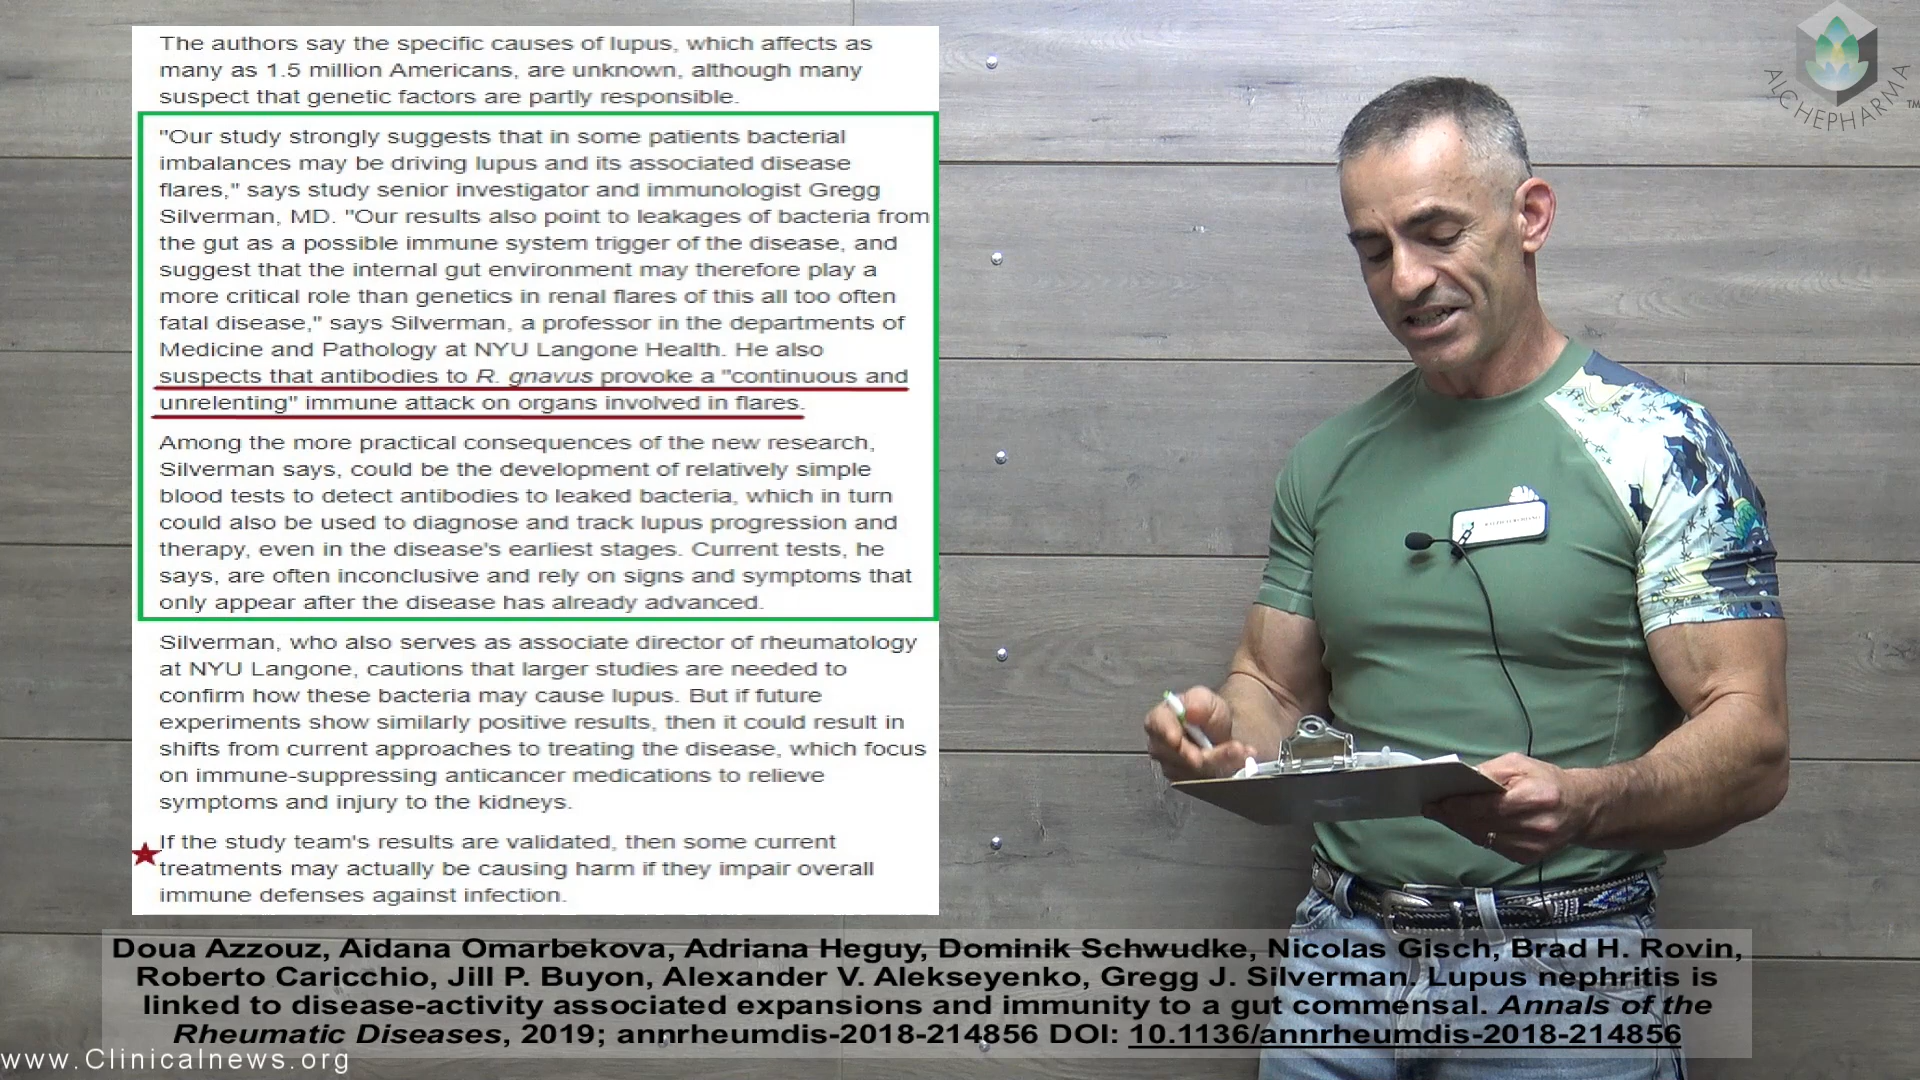 The authors say the specific causes of lupus, which affects as
many as 1.5 million Americans, are unknown, although many
suspect that genetic factors are partly responsible.
"Our study strongly suggests that in some patients bacterial
imbalances may be driving lupus and its associated disease
flares," says study senior investigator and immunologist Gregg
Silverman, MD. "Our results also point to leakages of bacteria from
the gut as a possible immune system trigger of the disease, and
suggest that the internal gut environment may therefore play a
more critical role than genetics in renal flares of this all too often
fatal disease," says Silverman, a professor in the departments of
Medicine and Pathology at NYU Langone Health. He also
suspects that antibodies to R. gnavus provoke a "continuous and
unrelenting" immune attack on organs involved in flares.
Among the more practical consequences of the new research,
Silverman says, could be the development of relatively simple
blood tests to detect antibodies to leaked bacteria, which in turn
could also be used to diagnose and track lupus progression and
therapy, even in the disease's earliest stages. Current tests, he
says, are often inconclusive and rely on signs and symptoms that
only appear after the disease has already advanced.
Silverman, who also serves as associate director of rheumatology
at NYU Langone, cautions that larger studies are needed to
confirm how these bacteria may cause lupus. But if future
experiments show similarly positive results, then it could result in
shifts from current approaches to treating the disease, which focus
on immune-suppressing anticancer medications to relieve
symptoms and injury to the kidneys.
If the study team's results are validated, then some current
treatments may actually be causing harm if they impair overall
immune defenses against infection.
ALCHEPHARMA™
Doua Azzouz, Aidana Omarbekova, Adriana Heguy, Dominik Schwudke, Nicolas Gisch, Brad H. Rovin,
Roberto Caricchio, Jill P. Buyon, Alexander V. Alekseyenko, Gregg J. Silverman. Lupus nephritis is
linked to disease-activity associated expansions and immunity to a gut commensal. Annals of the
Rheumatic Diseases, 2019; annrheumdis-2018-214856 DOI: 10.1136/annrheumdis-2018-214856
www.Clinicalnews.org